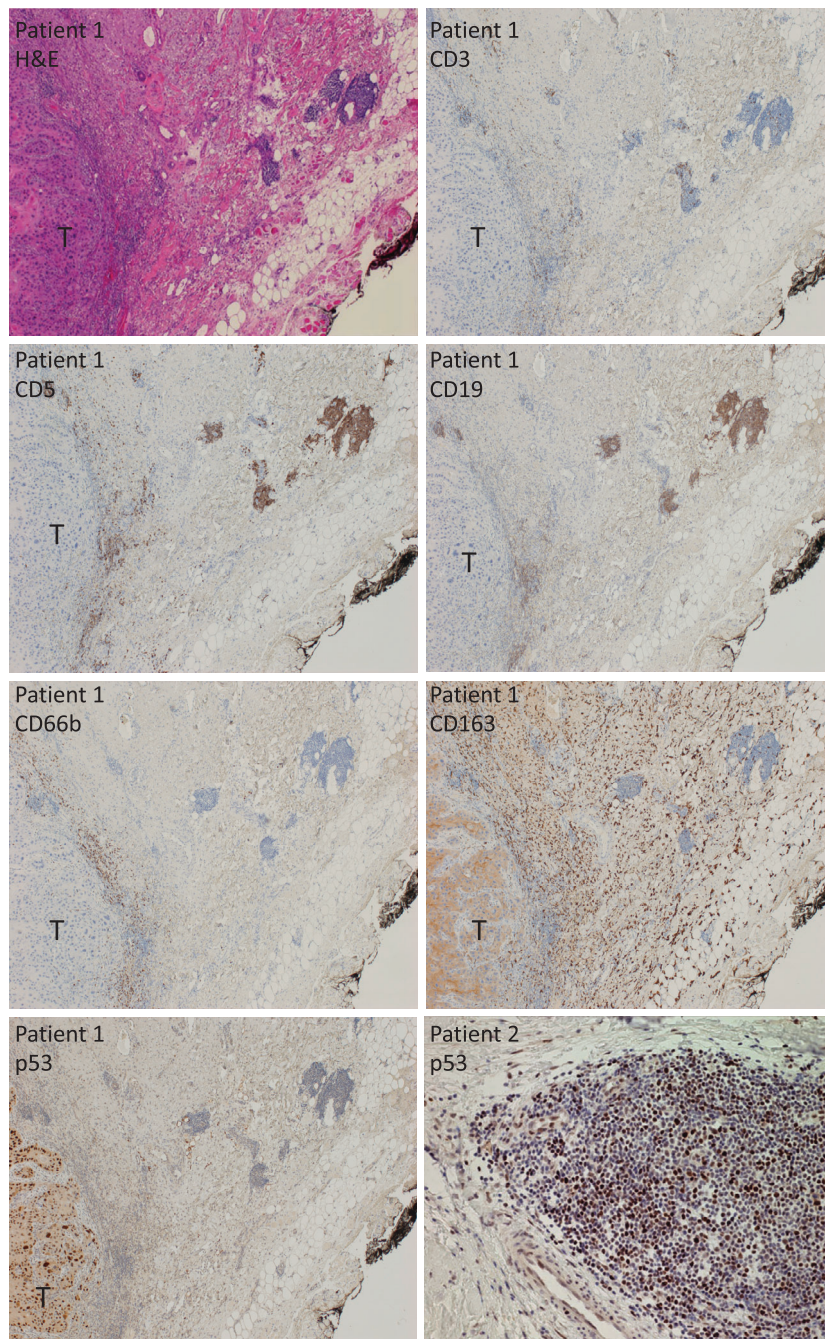 Patient 1
H&E
T
Patient 1
CD3
T
Patient 1
CD5
T
Patient 1
CD19
T
Patient 1
CD66b
T
Patient 1
CD163
T
Patient 1
p53
T
Patient 2
p53